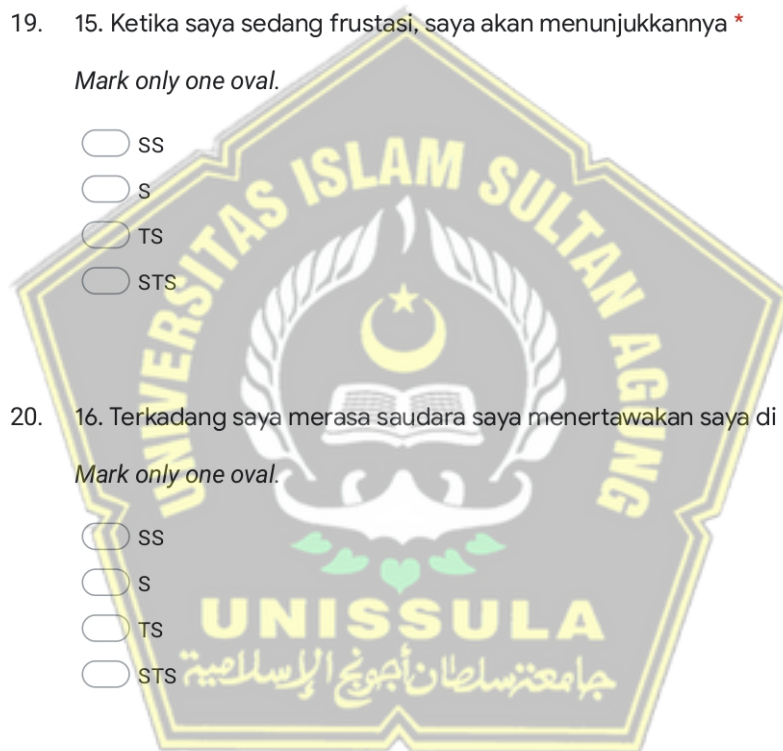 19. 15. Ketika saya sedang frustasi, saya akan menunjukkannya *
Mark only one oval.
SS
S
TS
STS
20. 16. Terkadang saya merasa saudara saya menertawakan saya di
Mark only one oval.
SS
S
TS
STS
UNIVERSITAS ISLAM SULTAN AGUNG
UNISSULA
جامعتنسلطان أجونج الإسلامية